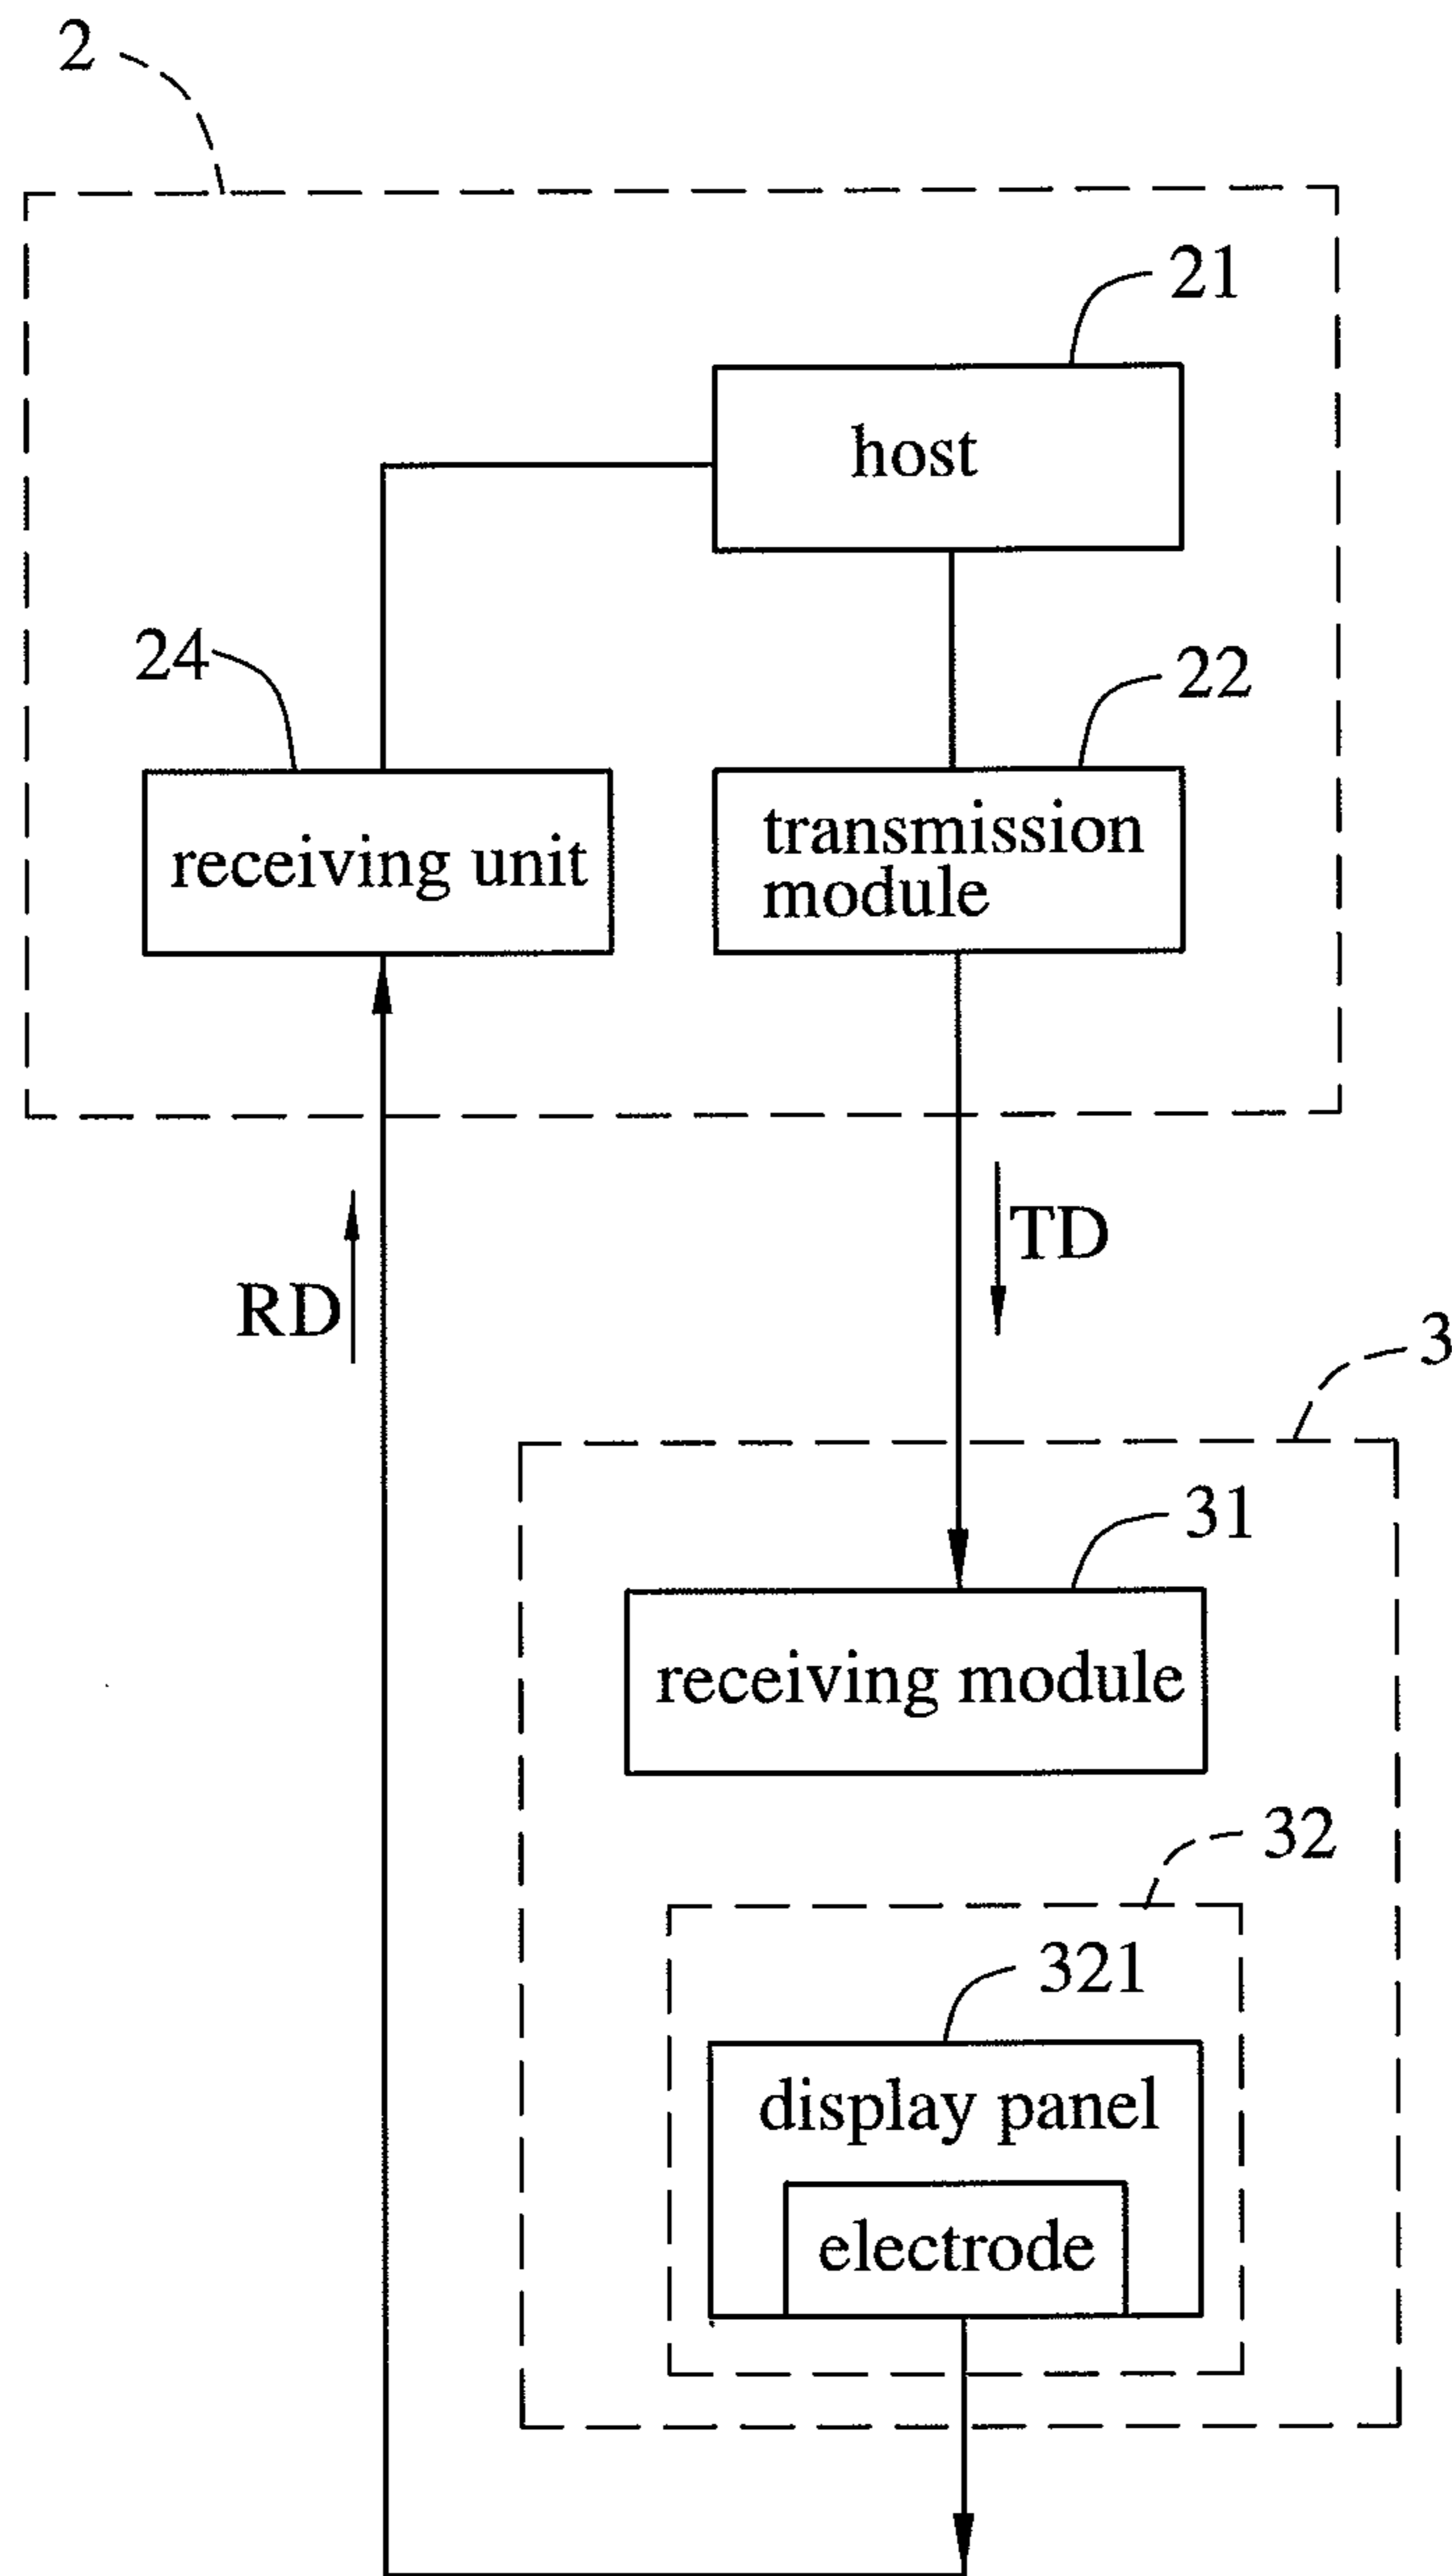 2
21
host
24
22
receiving unit
transmission
module
TD
RD
3
31
receiving module
32
321
display panel
electrode